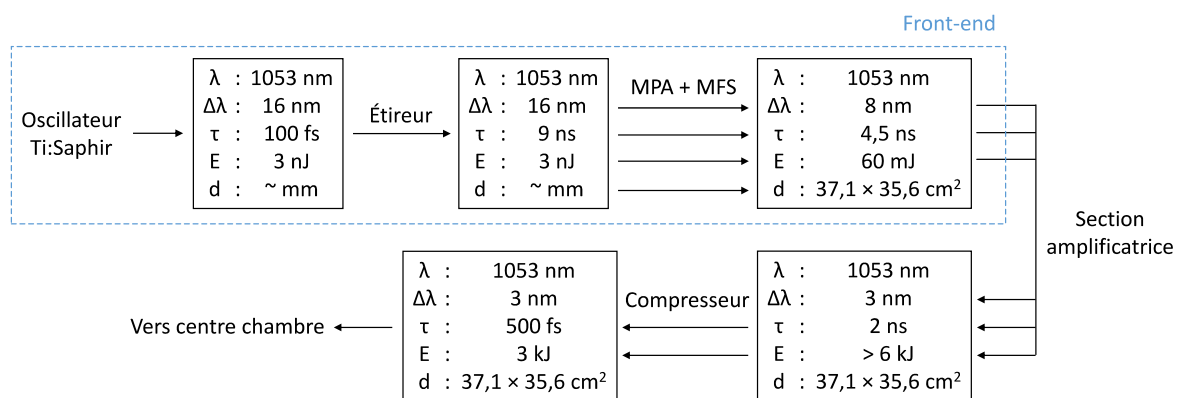 Front-end
Oscillateur
Ti:Saphir
λ : 1053 nm
Δλ : 16 nm
τ : 100 fs
E : 3 nJ
d : ~ mm
Étireur
λ : 1053 nm
Δλ : 16 nm
τ : 9 ns
E : 3 nJ
d : ~ mm
MPA + MFS
λ : 1053 nm
Δλ : 8 nm
τ : 4,5 ns
E : 60 mJ
d : 37,1 × 35,6 cm²
Section
amplificatrice
λ : 1053 nm
Δλ : 3 nm
τ : 2 ns
E : > 6 kJ
d : 37,1 × 35,6 cm²
Compresseur
λ : 1053 nm
Δλ : 3 nm
τ : 500 fs
E : 3 kJ
d : 37,1 × 35,6 cm²
Vers centre chambre